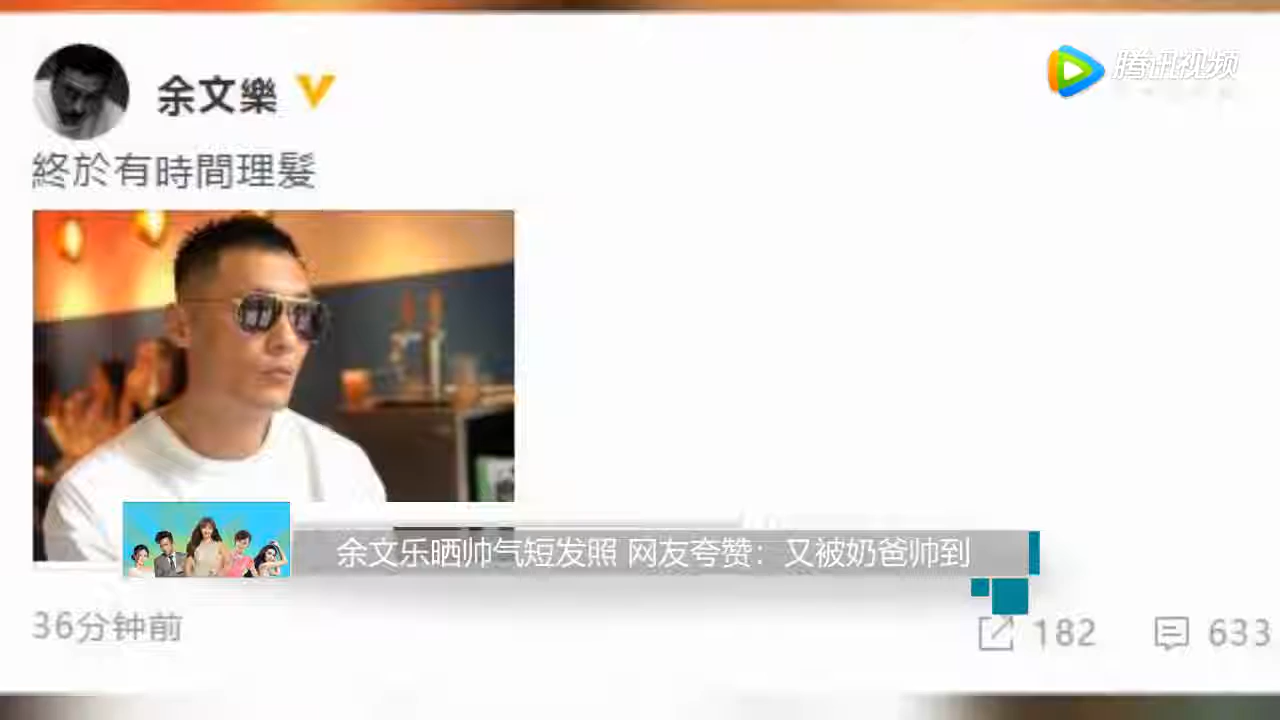 余文樂
腾讯视频
終於有時間理髮
余文乐晒帅气短发照 网友夸赞：又被奶爸帅到
36分钟前
182
633